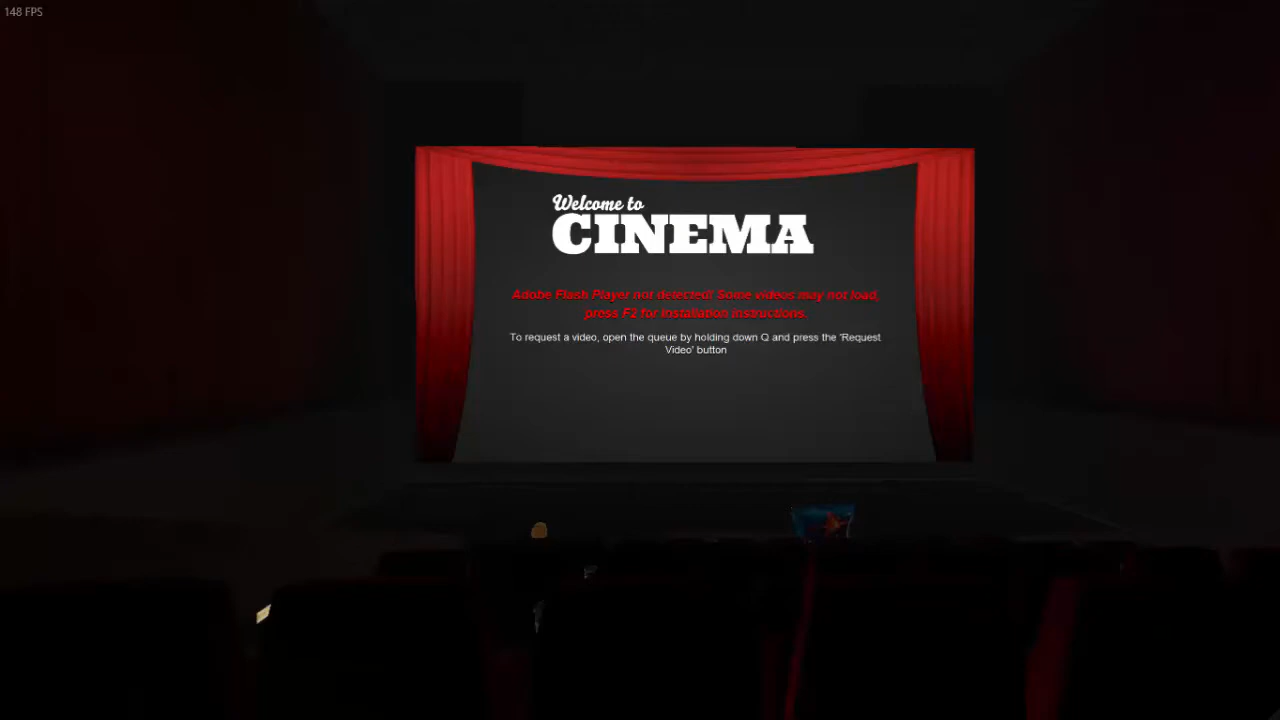 148 FPS
Welcome to
CINEMA
Adobe Flash Player not detected! Some videos may not load,
press F2 for installation instructions.
To request a video, open the queue by holding down Q and press the 'Request
Video' button